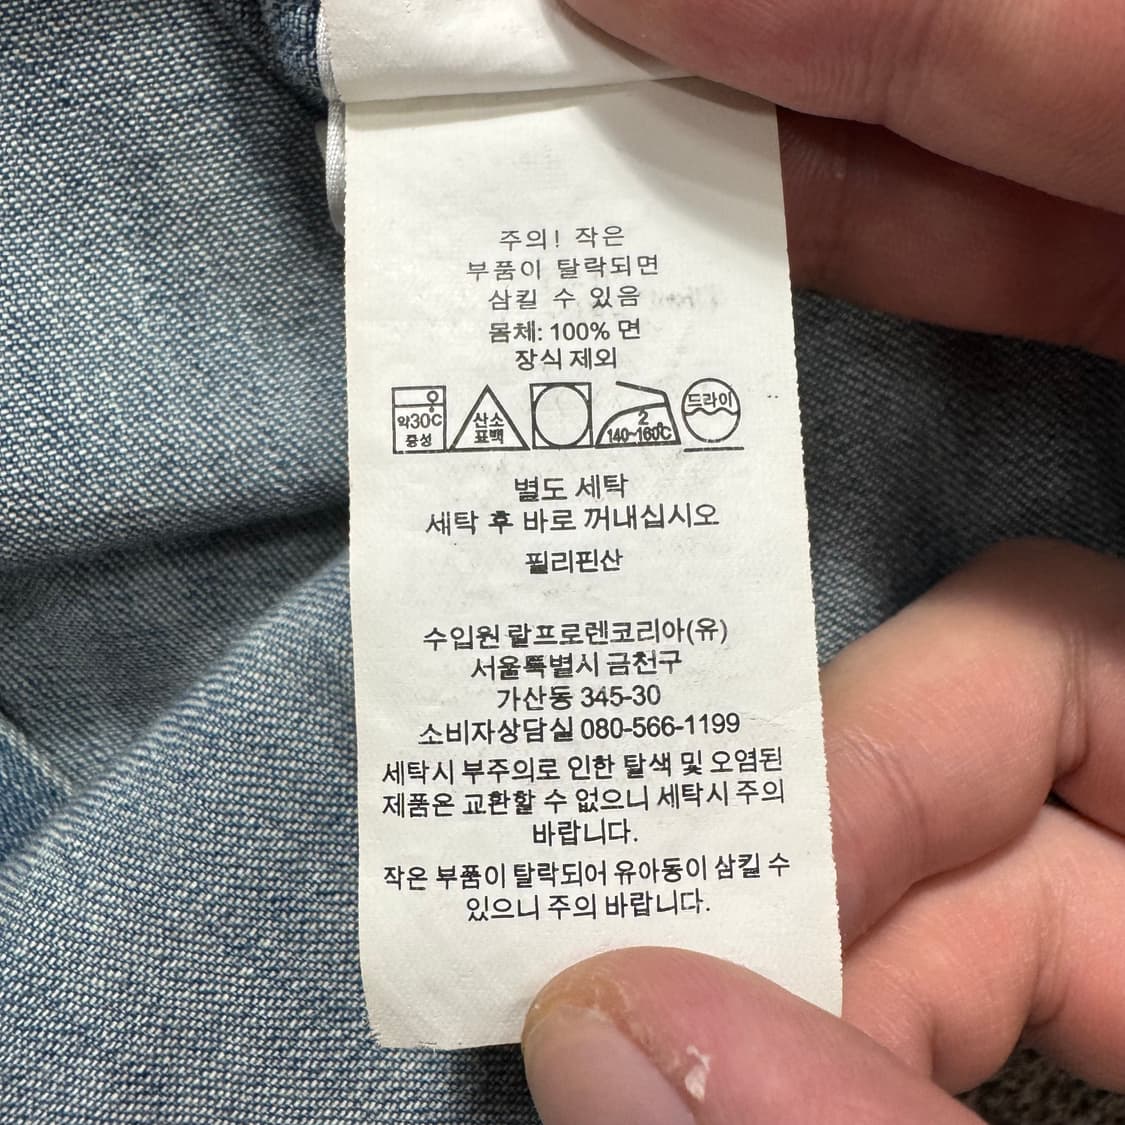 주의! 작은
부품이 탈락되면
삼킬 수 있음
몸체: 100% 면
장식 제외
약30C
중성
산소
표백
2
140~160℃
드라이
별도 세탁
세탁 후 바로 꺼내십시오
필리핀산
수입원 랄프로렌코리아(유)
서울특별시 금천구
가산동 345-30
소비자상담실 080-566-1199
세탁시 부주의로 인한 탈색 및 오염된
제품은 교환할 수 없으니 세탁시 주의
바랍니다.
작은 부품이 탈락되어 유아동이 삼킬 수
있으니 주의 바랍니다.